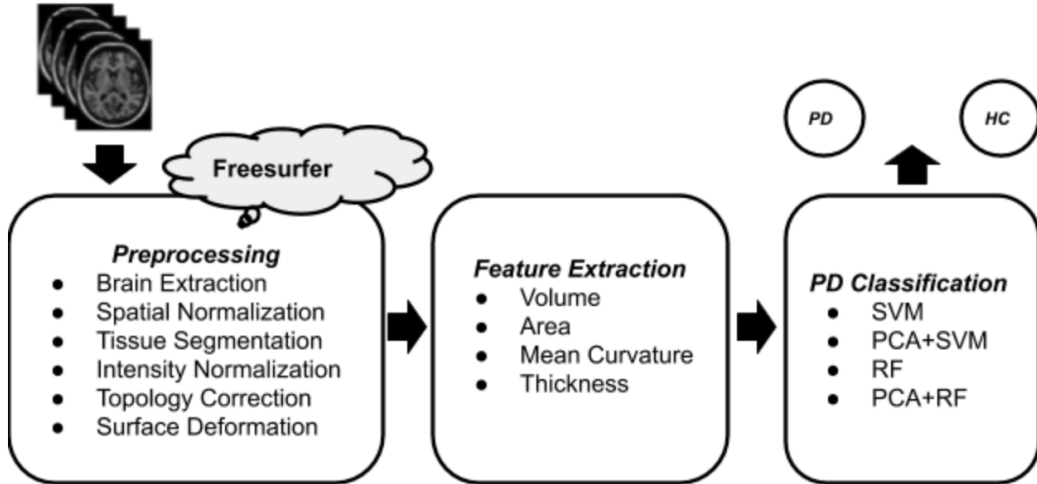 PD
HC
Freesurfer
Preprocessing
● Brain Extraction
● Spatial Normalization
● Tissue Segmentation
● Intensity Normalization
● Topology Correction
● Surface Deformation
Feature Extraction
● Volume
● Area
● Mean Curvature
● Thickness
PD Classification
● SVM
● PCA+SVM
● RF
● PCA+RF